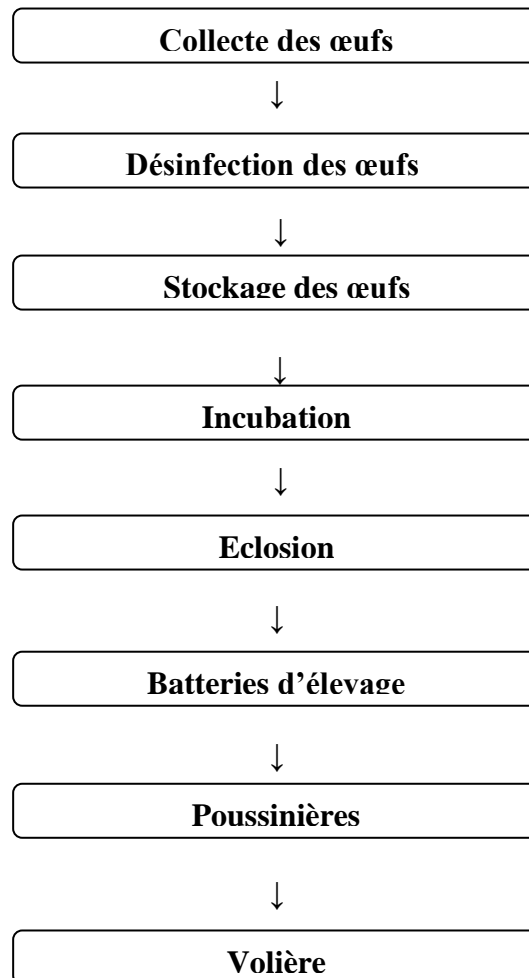 Collecte des œufs
↓
Désinfection des œufs
↓
Stockage des œufs
↓
Incubation
↓
Eclosion
↓
Batteries d’élevage
↓
Poussinières
↓
Volière